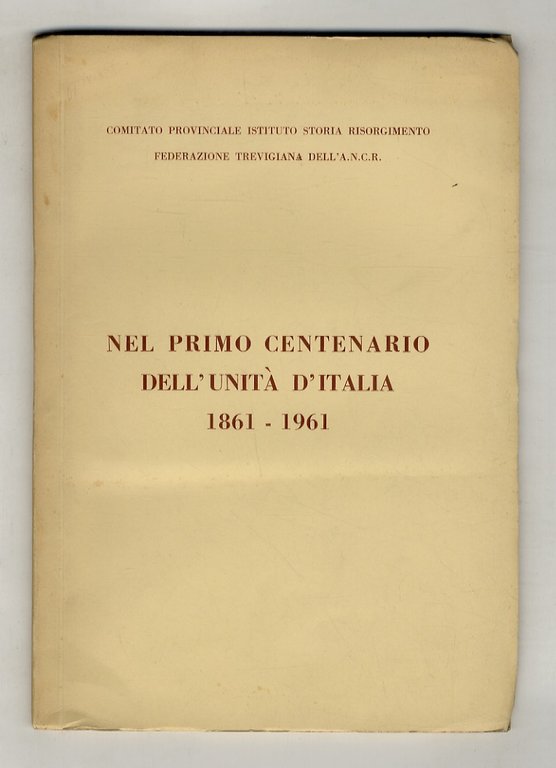 COMITATO PROVINCIALE ISTITUTO STORIA RISORGIMENTO
FEDERAZIONE TREVIGIANA DELL'A.N.C.R.
NEL PRIMO CENTENARIO
DELL'UNITÀ D'ITALIA
1861 - 1961